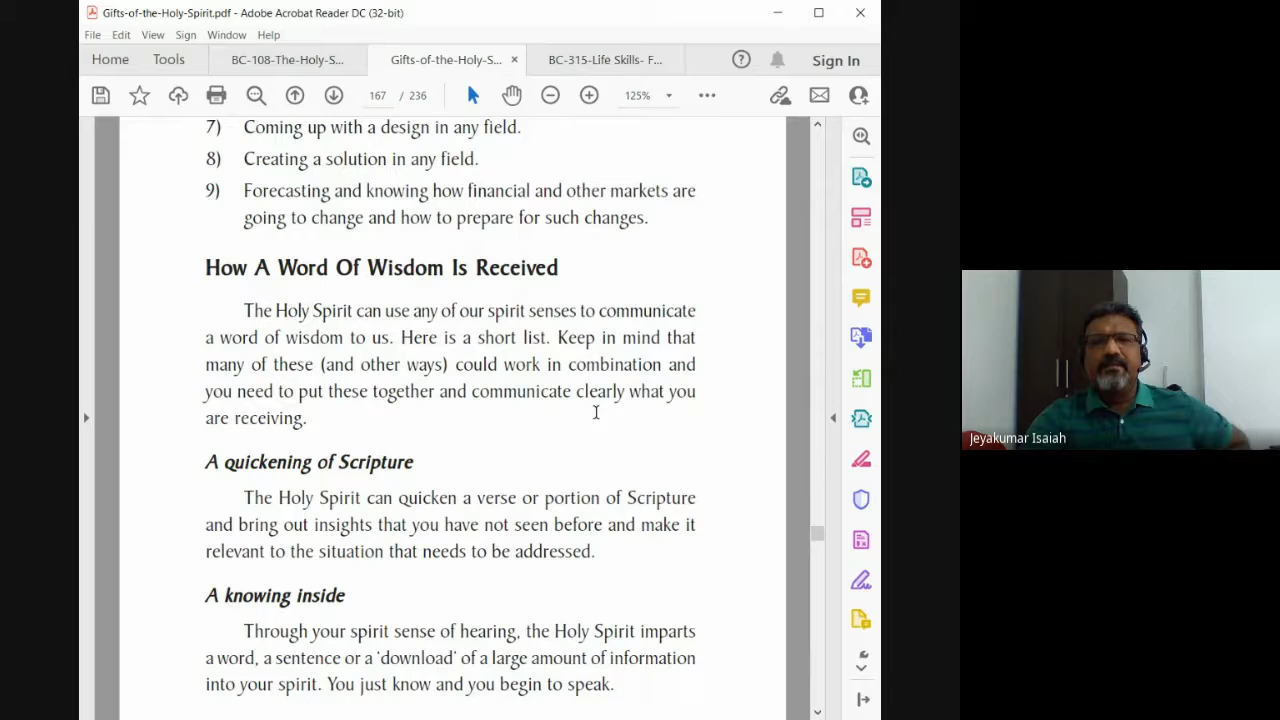 Gifts-of-the-Holy-Spirit.pdf - Adobe Acrobat Reader DC (32-bit)
File Edit View Sign Window Help
Home Tools BC-108-The-Holy-S... Gifts-of-the-Holy-S... × BC-315-Life Skills- F... Sign In
167 / 236 125%
7) Coming up with a design in any field.
8) Creating a solution in any field.
9) Forecasting and knowing how financial and other markets are
going to change and how to prepare for such changes.
How A Word Of Wisdom Is Received
The Holy Spirit can use any of our spirit senses to communicate
a word of wisdom to us. Here is a short list. Keep in mind that
many of these (and other ways) could work in combination and
you need to put these together and communicate clearly what you
are receiving.
A quickening of Scripture
The Holy Spirit can quicken a verse or portion of Scripture
and bring out insights that you have not seen before and make it
relevant to the situation that needs to be addressed.
A knowing inside
Through your spirit sense of hearing, the Holy Spirit imparts
a word, a sentence or a ‘download’ of a large amount of information
into your spirit. You just know and you begin to speak.
Jeyakumar Isaiah